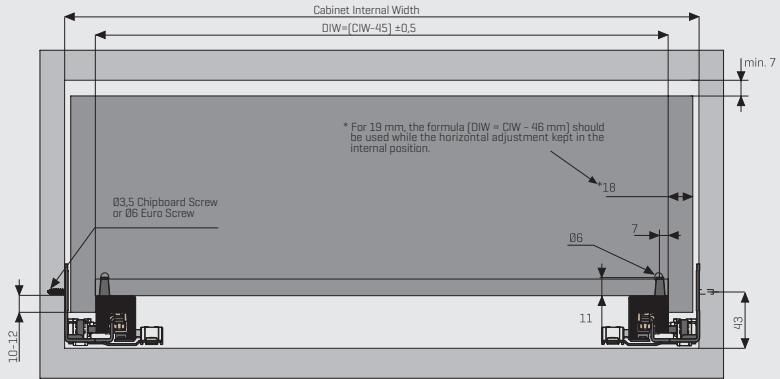 Cabinet Internal Width
DIW=(CIW-45) ±0,5
min. 7
* For 19 mm, the formula (DIW = CIW - 46 mm) should
be used while the horizontal adjustment kept in the
internal position.
*18
Ø3,5 Chipboard Screw
or Ø6 Euro Screw
7
Ø6
11
43
10-12